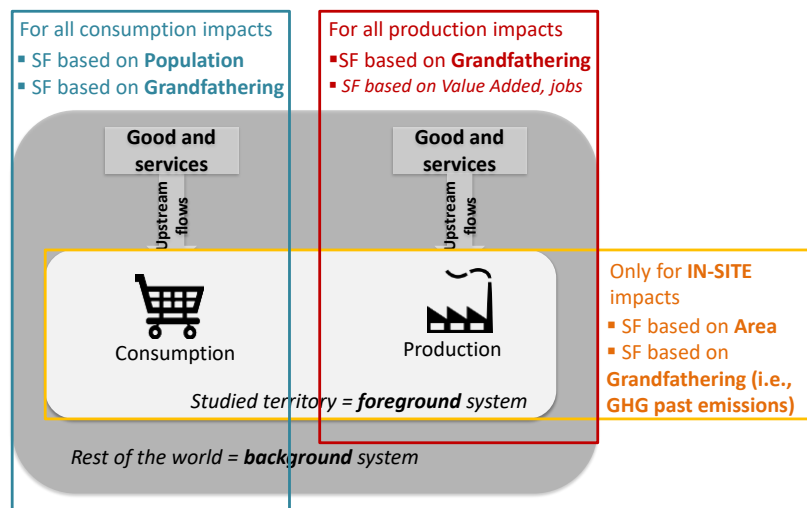 For all consumption impacts
▪ SF based on Population
▪ SF based on Grandfathering
For all production impacts
▪SF based on Grandfathering
▪ SF based on Value Added, jobs
Good and
services
Upstream
flows
Good and
services
Upstream
flows
Consumption
Production
Studied territory = foreground system
Rest of the world = background system
Only for IN-SITE
impacts
▪ SF based on Area
▪ SF based on
Grandfathering (i.e.,
GHG past emissions)